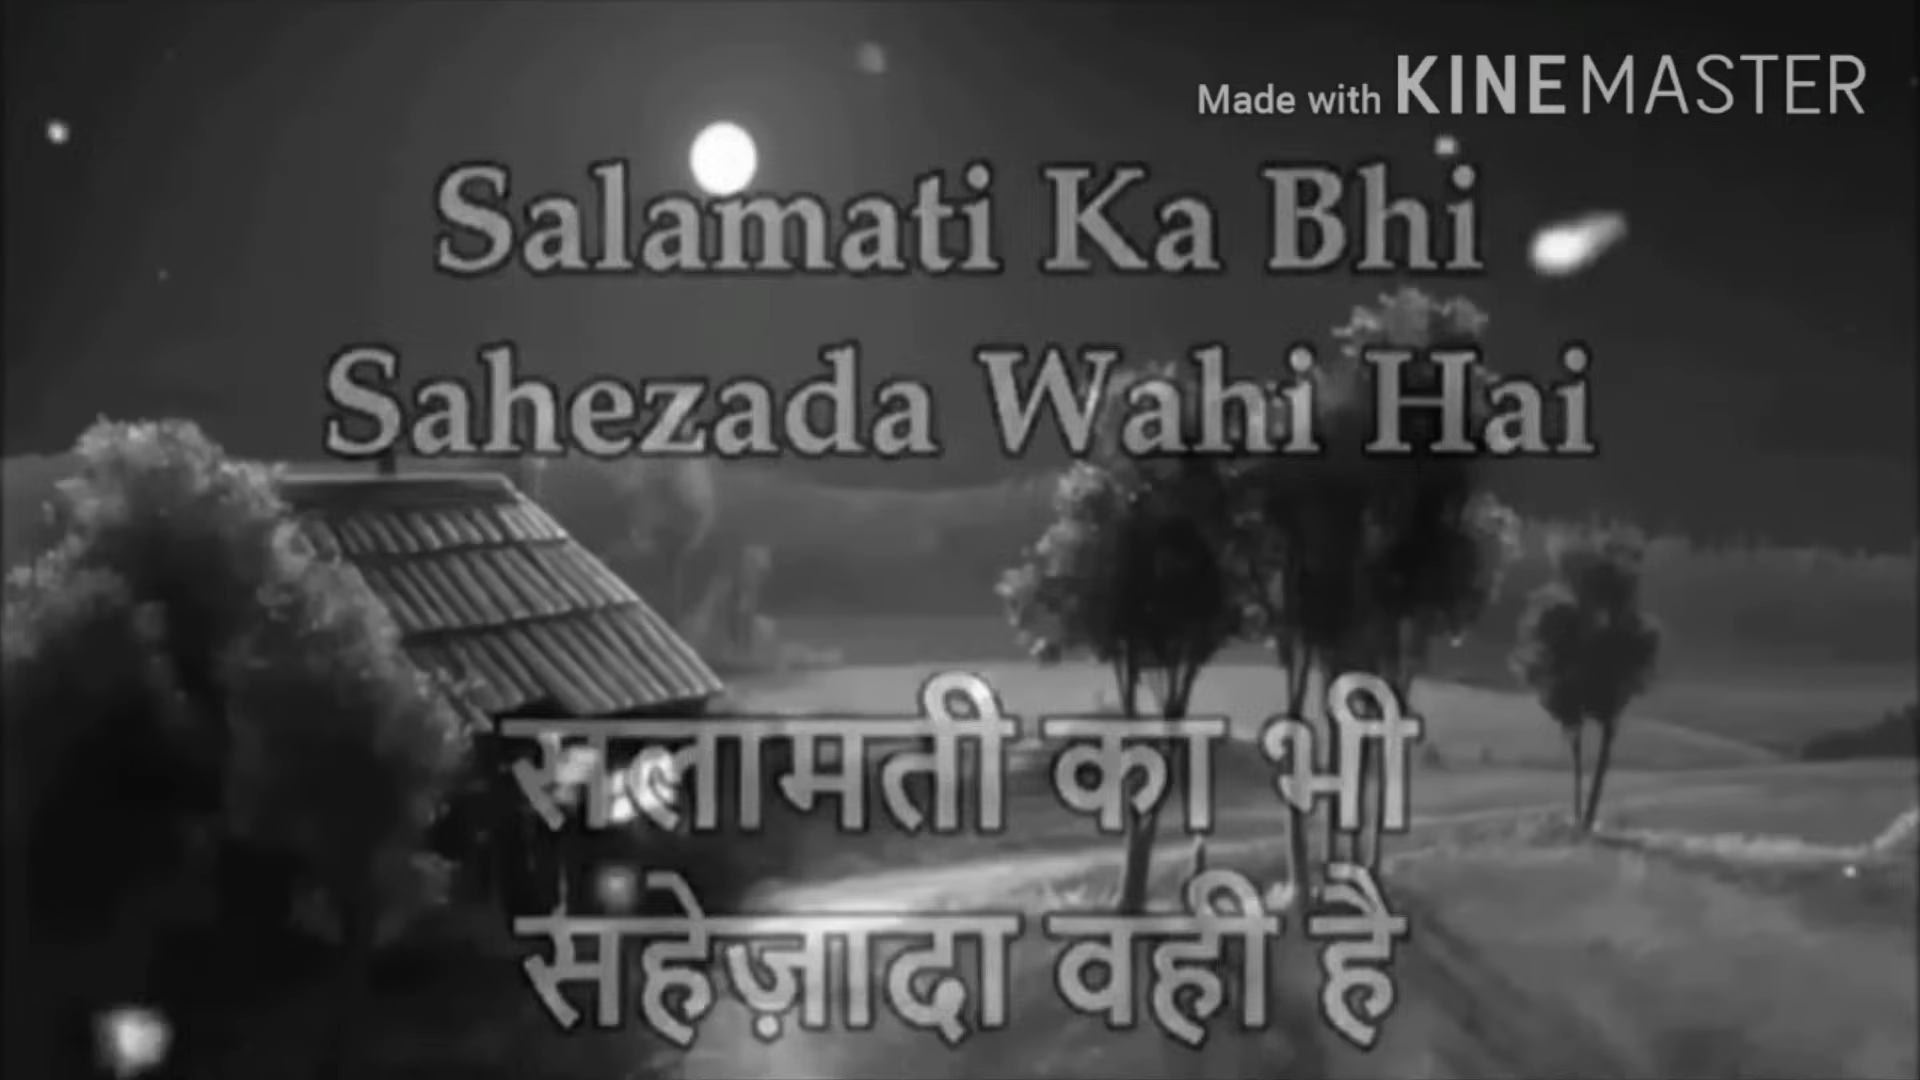 Made with KINEMASTER
Salamati Ka Bhi
Sahezada Wahi Hai
सलामती का भी
सहेज़ादा वही है